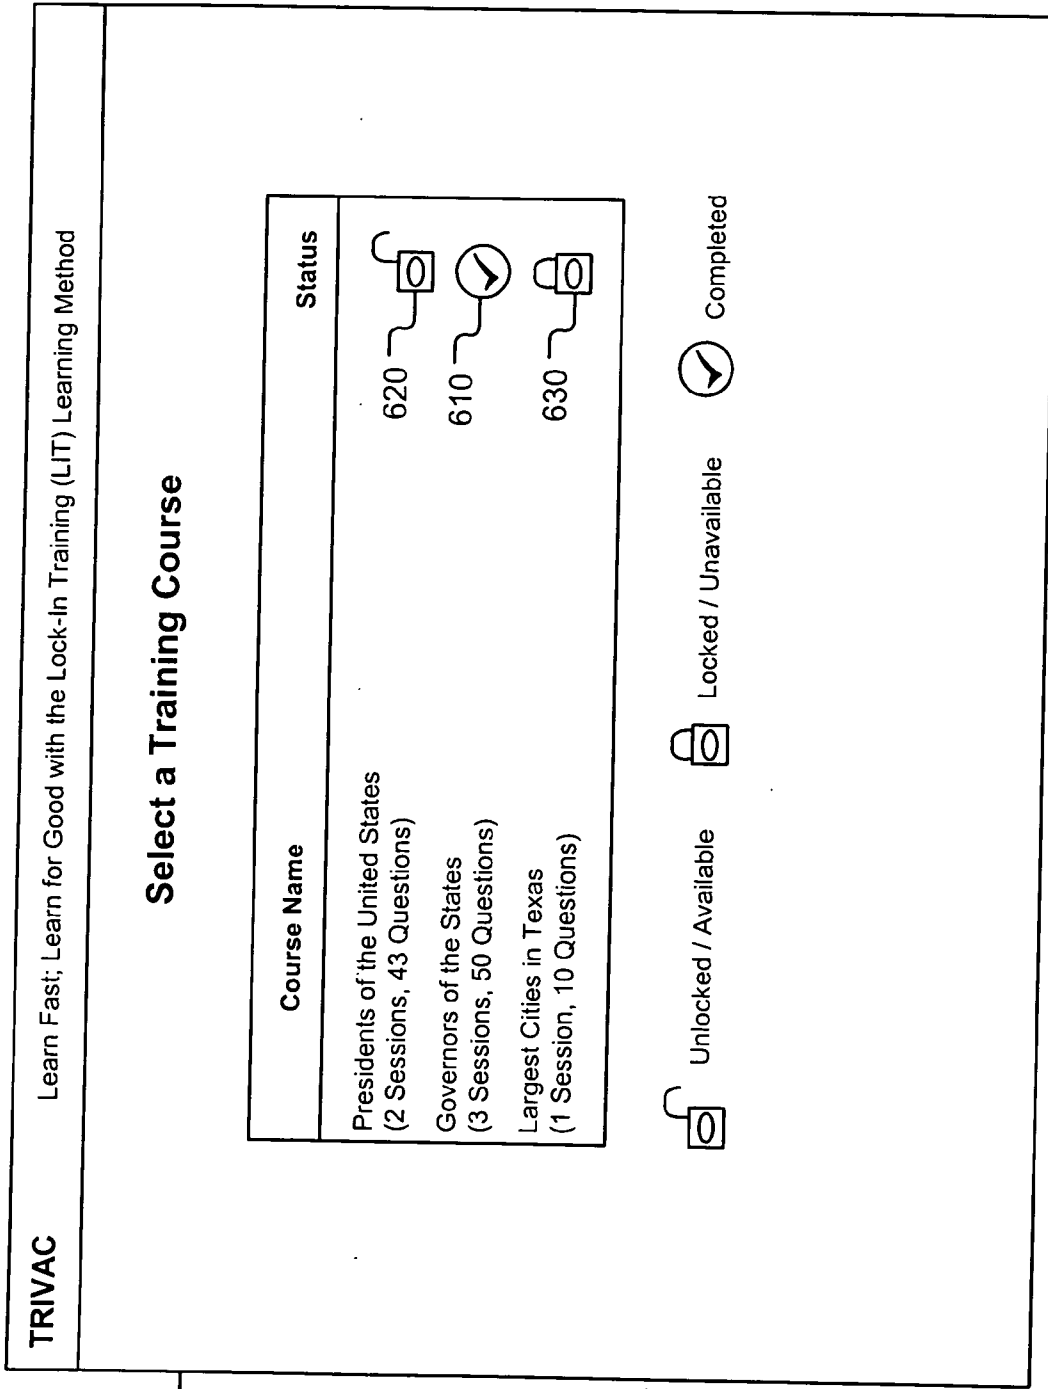 TRIVAC Learn Fast; Learn for Good with the Lock-In Training (LIT) Learning Method
Select a Training Course
Course Name Status
Presidents of the United States
(2 Sessions, 43 Questions)
620
Governors of the States
(3 Sessions, 50 Questions)
610
Largest Cities in Texas
(1 Session, 10 Questions)
630
Unlocked / Available Locked / Unavailable Completed